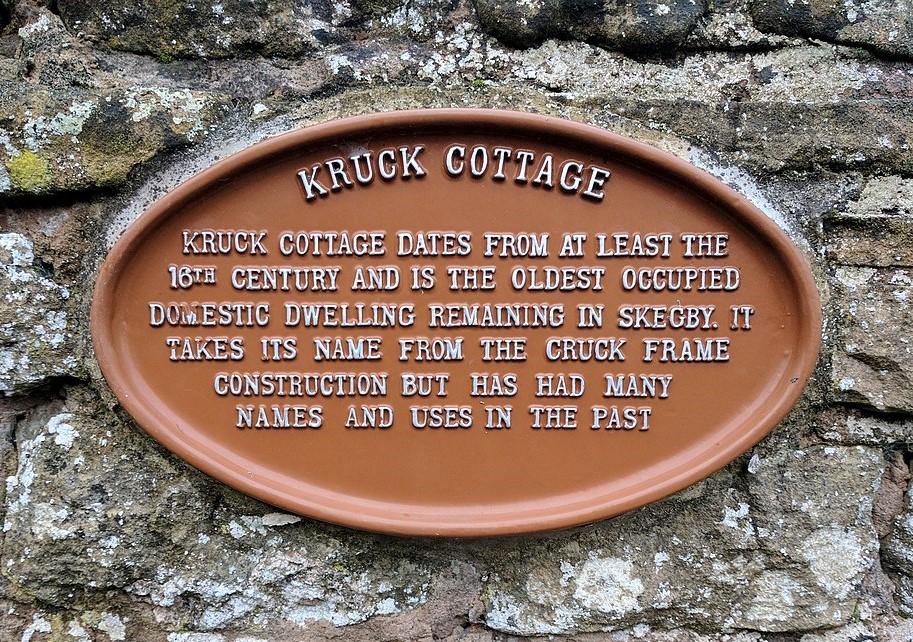 KRUCK COTTAGE
KRUCK COTTAGE DATES FROM AT LEAST THE
16TH CENTURY AND IS THE OLDEST OCCUPIED
DOMESTIC DWELLING REMAINING IN SKEGBY. IT
TAKES ITS NAME FROM THE CRUCK FRAME
CONSTRUCTION BUT HAS HAD MANY
NAMES AND USES IN THE PAST